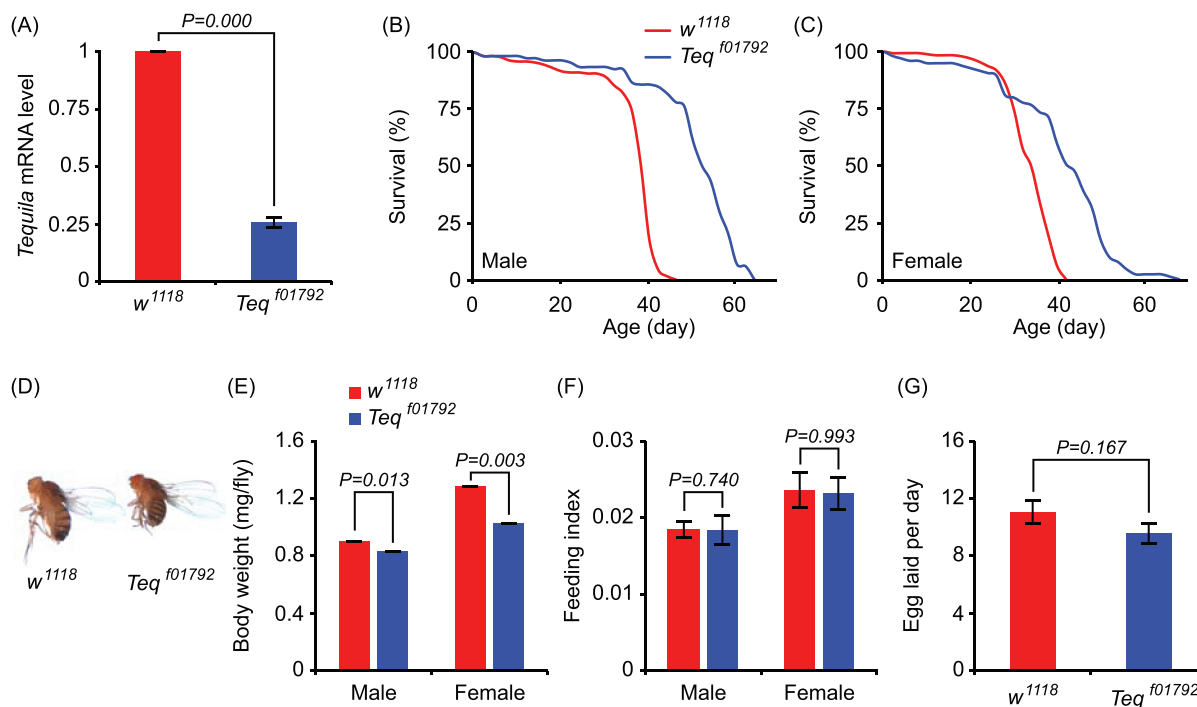 (A)
P=0.000
Tequila mRNA level
1
0.75
0.5
0.25
0
w1118
Teq f01792
(B)
w1118
Teq f01792
Survival (%)
100
75
50
25
0
Male
0
20
40
60
Age (day)
(C)
Survival (%)
100
75
50
25
0
Female
0
20
40
60
Age (day)
(D)
w1118
Teq f01792
(E)
w1118
Teq f01792
Body weight (mg/fly)
1.6
1.2
0.8
0.4
0
P=0.013
P=0.003
Male
Female
(F)
Feeding index
0.03
0.02
0.01
0
P=0.740
P=0.993
Male
Female
(G)
Egg laid per day
16
12
8
4
0
P=0.167
w1118
Teq f01792